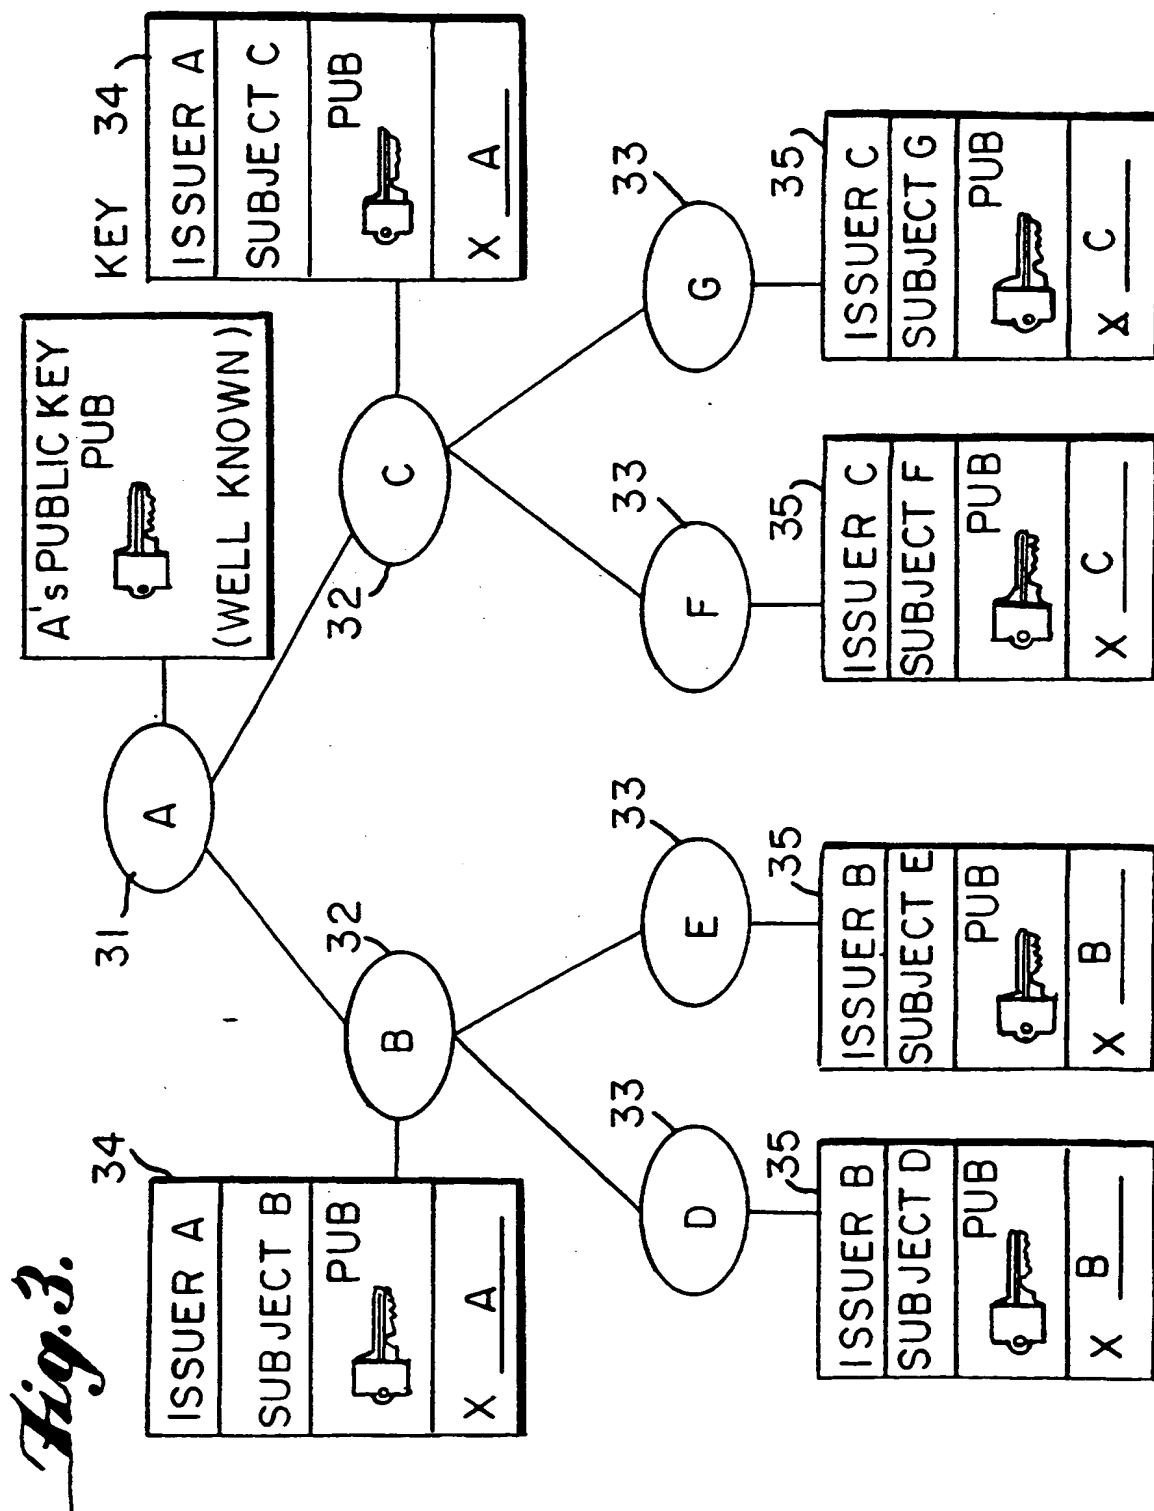 Fig.3.
A's PUBLIC KEY
PUB
(WELL KNOWN)
31
A
KEY 34
34
ISSUER A
SUBJECT B
PUB
X A
32
B
32
C
ISSUER A
SUBJECT C
PUB
X A
33
D
33
E
33
F
33
G
35
ISSUER B
SUBJECT D
PUB
X B
35
ISSUER B
SUBJECT E
PUB
X B
35
ISSUER C
SUBJECT F
PUB
X C
35
ISSUER C
SUBJECT G
PUB
X C